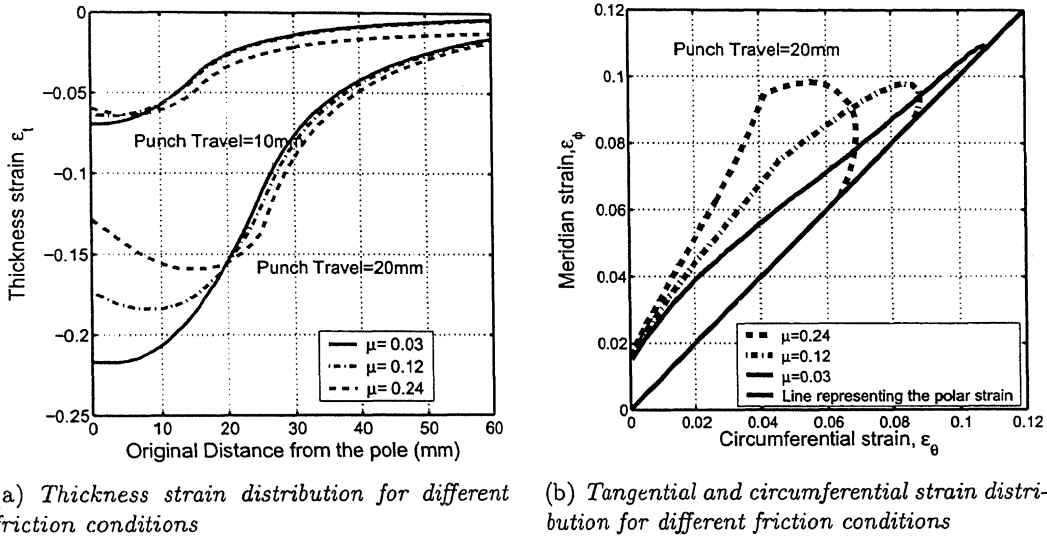 0
−0.05
−0.1
−0.15
−0.2
−0.25
Thickness strain ε_t
Punch Travel=10mm
Punch Travel=20mm
μ= 0.03
μ= 0.12
μ= 0.24
0 10 20 30 40 50 60
Original Distance from the pole (mm)
a) Thickness strain distribution for different
friction conditions
0.12
0.1
0.08
0.06
0.04
0.02
0
Meridian strain,ε_ϕ
Punch Travel=20mm
μ=0.24
μ=0.12
μ=0.03
Line representing the polar strain
0 0.02 0.04 0.06 0.08 0.1 0.12
Circumferential strain, ε_θ
(b) Tangential and circumferential strain distri-
bution for different friction conditions